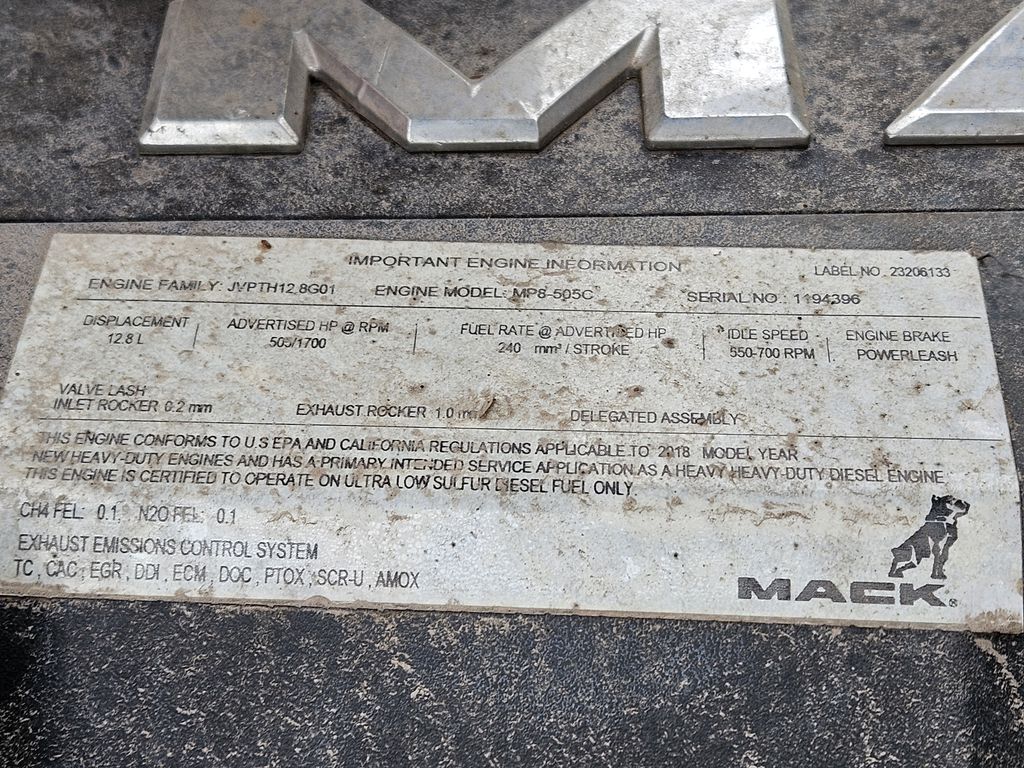 MA
IMPORTANT ENGINE INFORMATION
LABEL NO. 23206133
ENGINE FAMILY: JVPTH12.8G01 ENGINE MODEL: MP8-505C SERIAL NO.: 1194396
DISPLACEMENT ADVERTISED HP @ RPM FUEL RATE @ ADVERTISED HP IDLE SPEED ENGINE BRAKE
12.8 L 505/1700 240 mm³ / STROKE 550-700 RPM POWERLEASH
VALVE LASH
INLET ROCKER 0.2 mm EXHAUST ROCKER 1.0 mm DELEGATED ASSEMBLY
THIS ENGINE CONFORMS TO U S EPA AND CALIFORNIA REGULATIONS APPLICABLE TO 2018 MODEL YEAR
NEW HEAVY-DUTY ENGINES AND HAS A PRIMARY INTENDED SERVICE APPLICATION AS A HEAVY HEAVY-DUTY DIESEL ENGINE
THIS ENGINE IS CERTIFIED TO OPERATE ON ULTRA LOW SULFUR DIESEL FUEL ONLY.
CH4 FEL: 0.1, N2O FEL: 0.1
EXHAUST EMISSIONS CONTROL SYSTEM
TC, CAC, EGR, DDI, ECM, DOC, PTOX, SCR-U, AMOX
MACK®